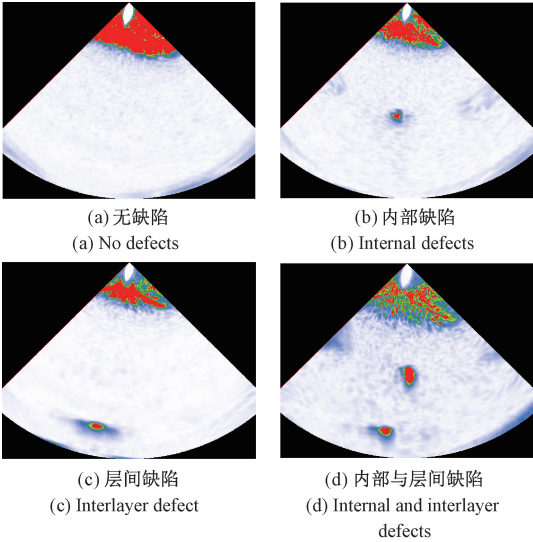 (a) 无缺陷
(a) No defects
(b) 内部缺陷
(b) Internal defects
(c) 层间缺陷
(c) Interlayer defect
(d) 内部与层间缺陷
(d) Internal and interlayer
defects